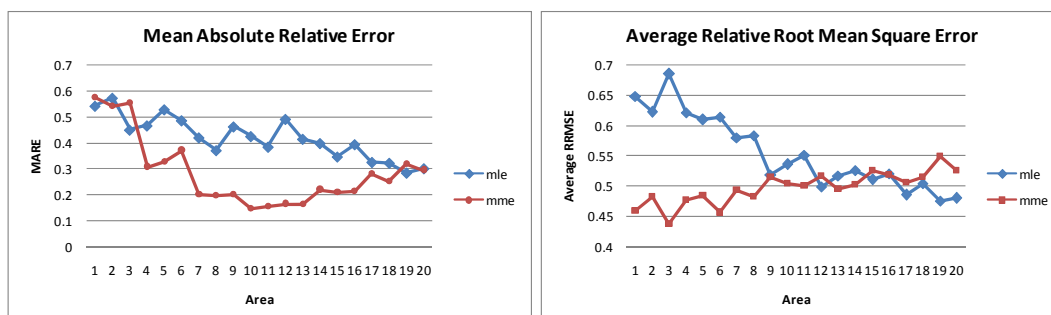 Mean Absolute Relative Error
MARE
0.7
0.6
0.5
0.4
0.3
0.2
0.1
0
1 2 3 4 5 6 7 8 9 10 11 12 13 14 15 16 17 18 19 20
Area
mle
mme
Average Relative Root Mean Square Error
Average RRMSE
0.7
0.65
0.6
0.55
0.5
0.45
0.4
1 2 3 4 5 6 7 8 9 10 11 12 13 14 15 16 17 18 19 20
Area
mle
mme